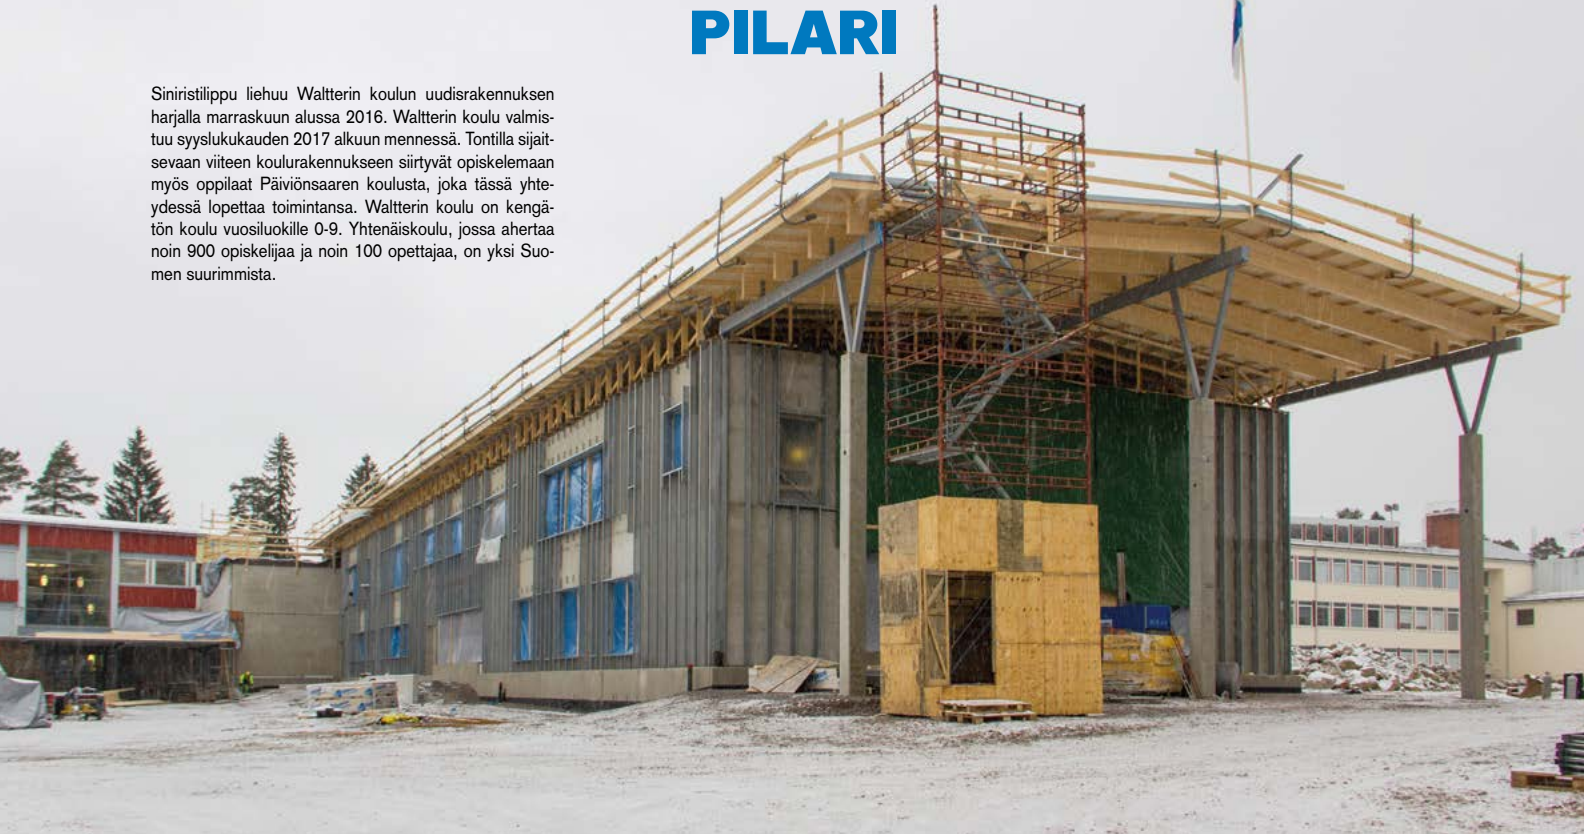 PILARI
Siniristilippu liehuu Waltterin koulun uudisrakennuksen
harjalla marraskuun alussa 2016. Waltterin koulu valmis-
tuu syyslukukauden 2017 alkuun mennessä. Tontilla sijait-
sevaan viiteen koulurakennukseen siirtyvät opiskelemaan
myös oppilaat Päiviönsaaren koulusta, joka tässä yhte-
ydessä lopettaa toimintansa. Waltterin koulu on kengä-
tön koulu vuosiluokille 0-9. Yhtenäiskoulu, jossa ahertaa
noin 900 opiskelijaa ja noin 100 opettajaa, on yksi Suo-
men suurimmista.